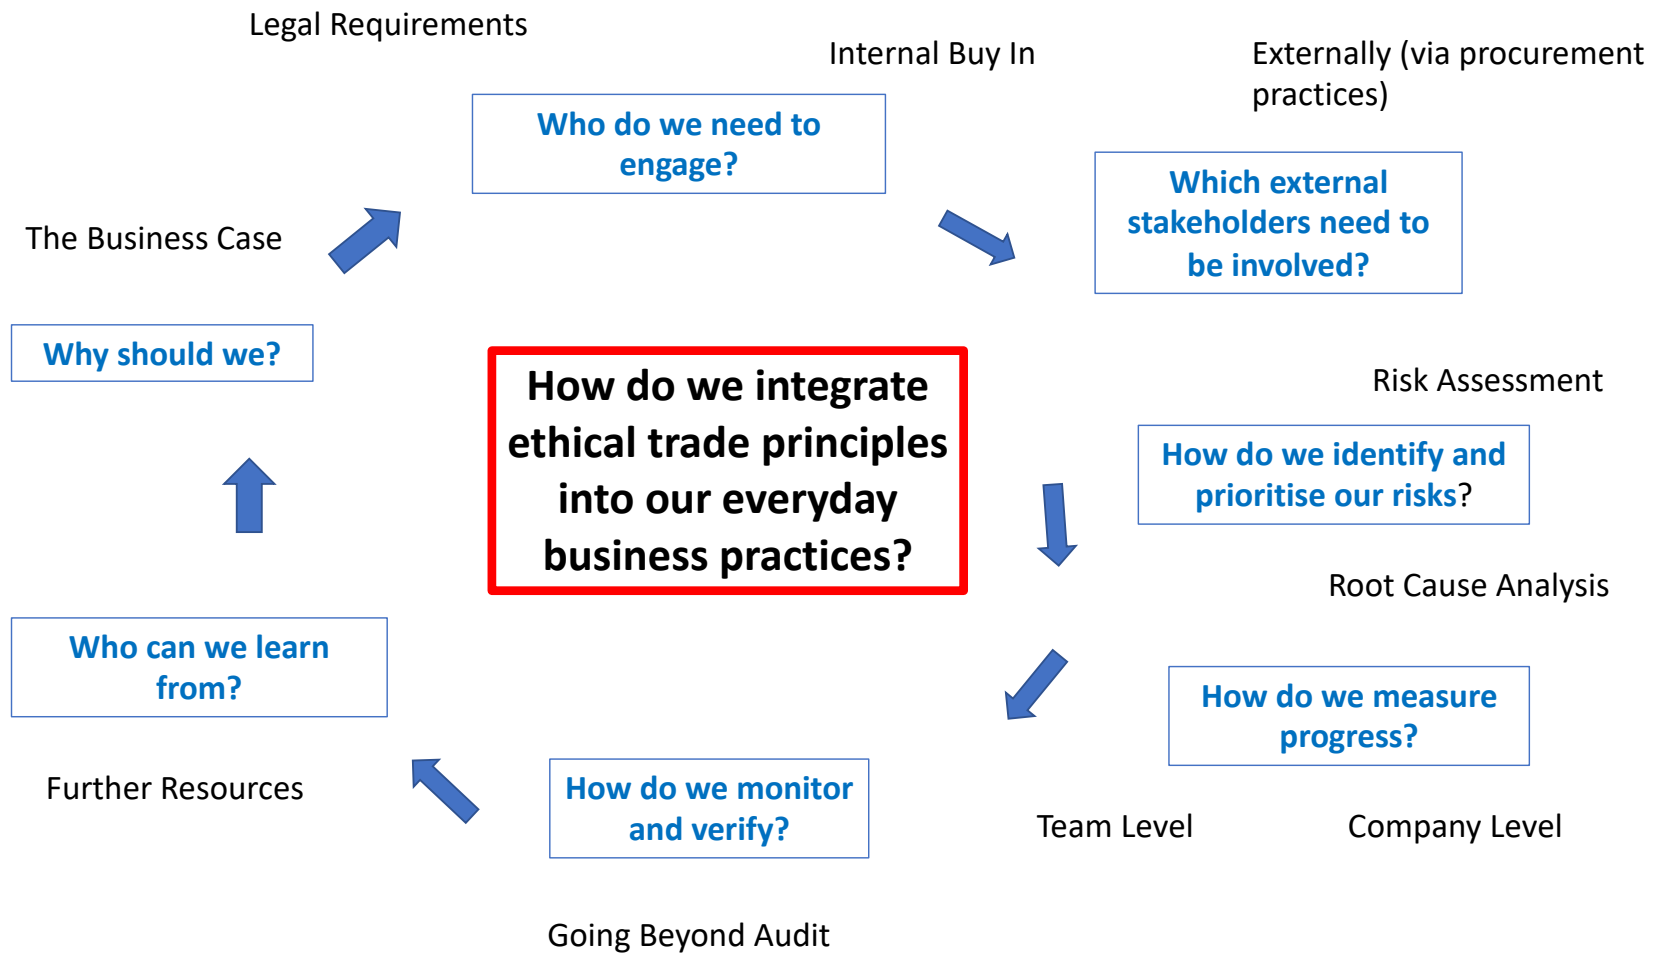 Legal Requirements
Internal Buy In
Externally (via procurement
practices)
Who do we need to
engage?
Which external
stakeholders need to
be involved?
The Business Case
Why should we?
How do we integrate
ethical trade principles
into our everyday
business practices?
Risk Assessment
How do we identify and
prioritise our risks?
Root Cause Analysis
Who can we learn
from?
How do we measure
progress?
Further Resources
How do we monitor
and verify?
Team Level
Company Level
Going Beyond Audit